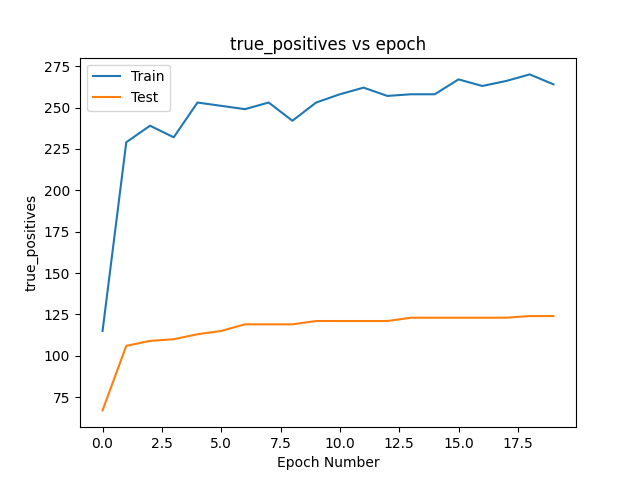 true_positives vs epoch
Train
Test
275
250
225
200
175
150
125
100
75
true_positives
0.0 2.5 5.0 7.5 10.0 12.5 15.0 17.5
Epoch Number